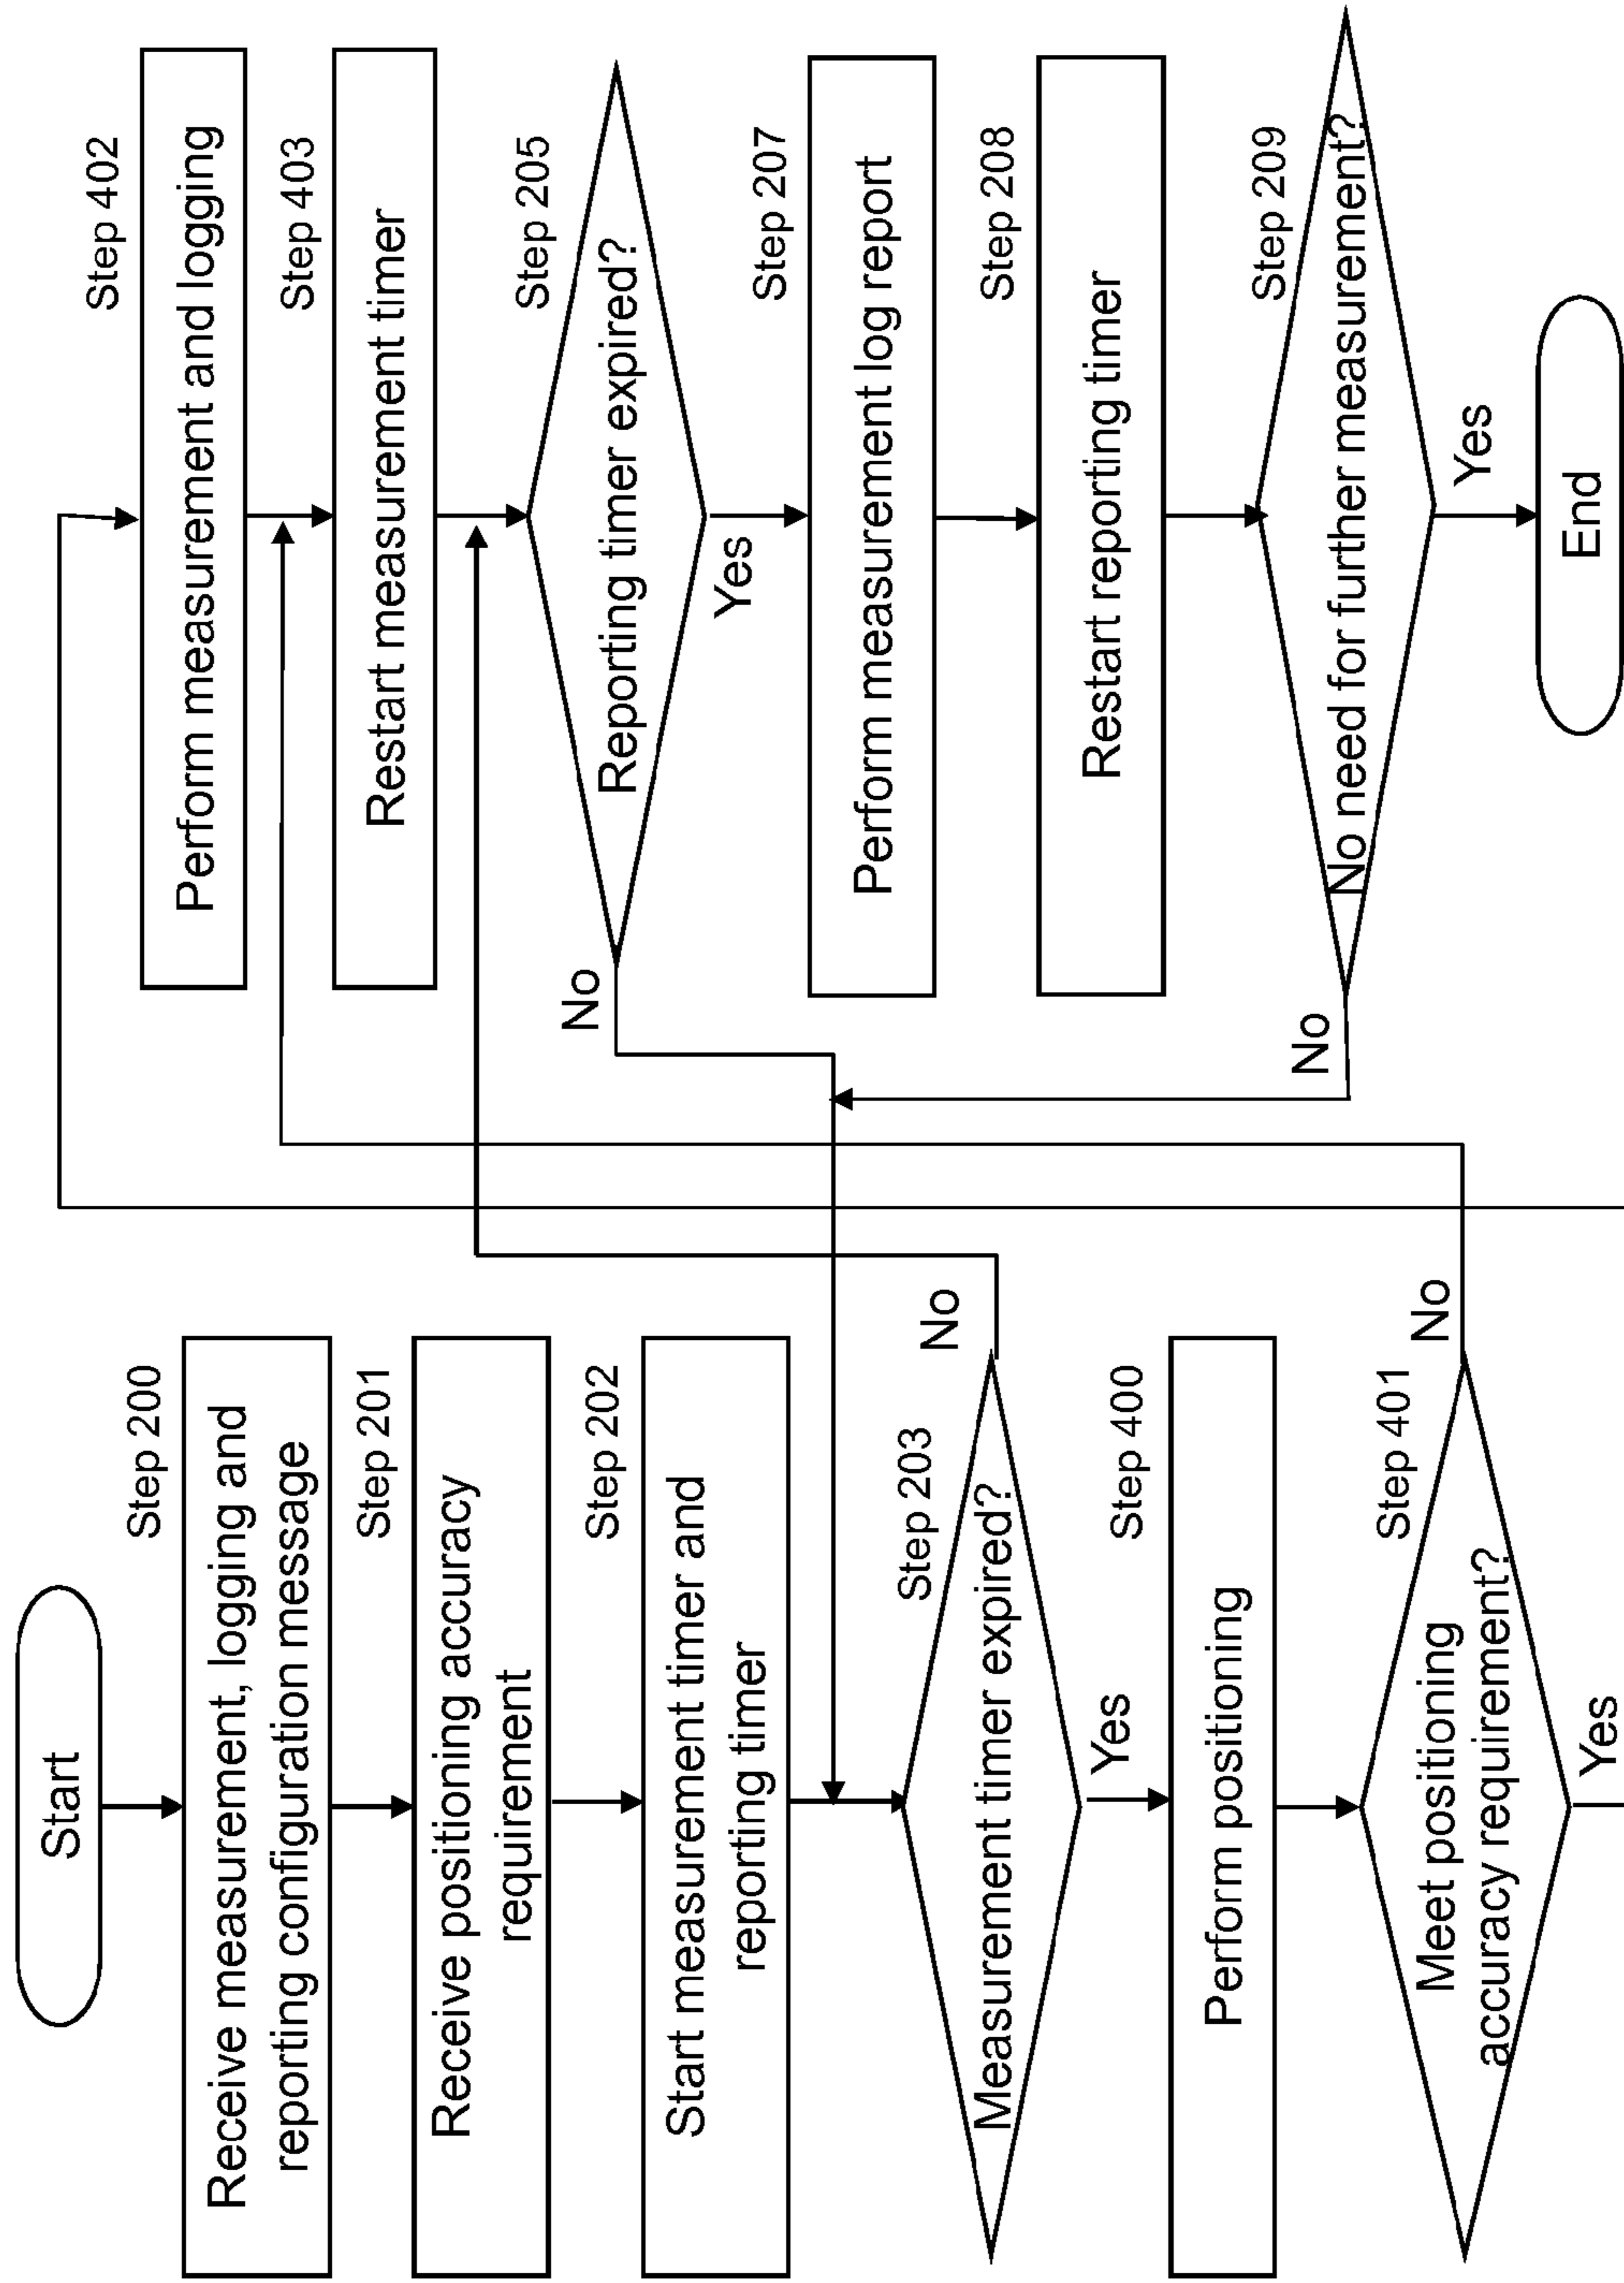 Start
Step 200
Receive measurement, logging and
reporting configuration message
Step 201
Receive positioning accuracy
requirement
Step 202
Start measurement timer and
reporting timer
Step 203
Measurement timer expired?
No
Yes
Step 400
Perform positioning
Step 401
Meet positioning
accuracy requirement?
No
Yes
Step 402
Perform measurement and logging
Step 403
Restart measurement timer
Step 205
Reporting timer expired?
No
Yes
Step 207
Perform measurement log report
Step 208
Restart reporting timer
Step 209
No need for further measurement?
No
Yes
End